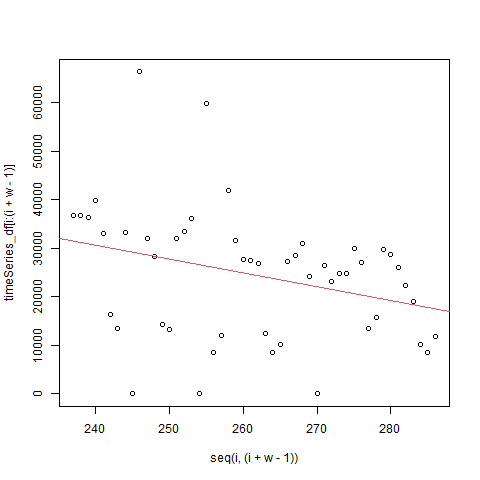 timeSeries_df[i:(i + w - 1)]
60000
50000
40000
30000
20000
10000
0
240 250 260 270 280
seq(i, (i + w - 1))